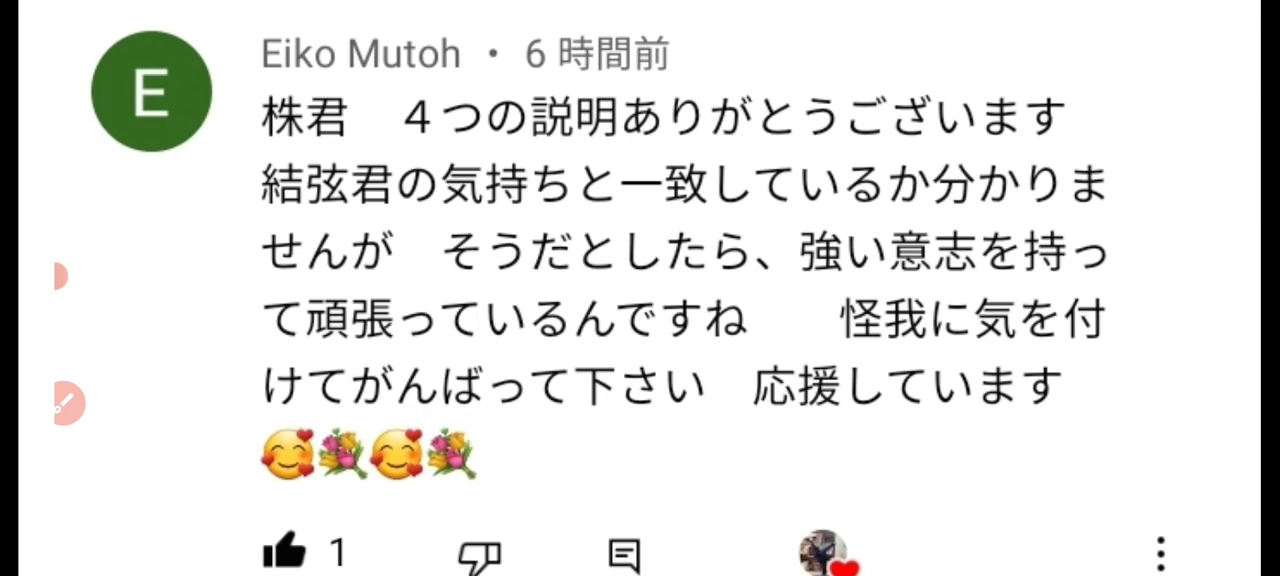 E
Eiko Mutoh ・ 6 時間前
株君　４つの説明ありがとうございます
結弦君の気持ちと一致しているか分かりま
せんが　そうだとしたら、強い意志を持っ
て頑張っているんですね　　怪我に気を付
けてがんばって下さい　応援しています
🥰💐🥰💐
1